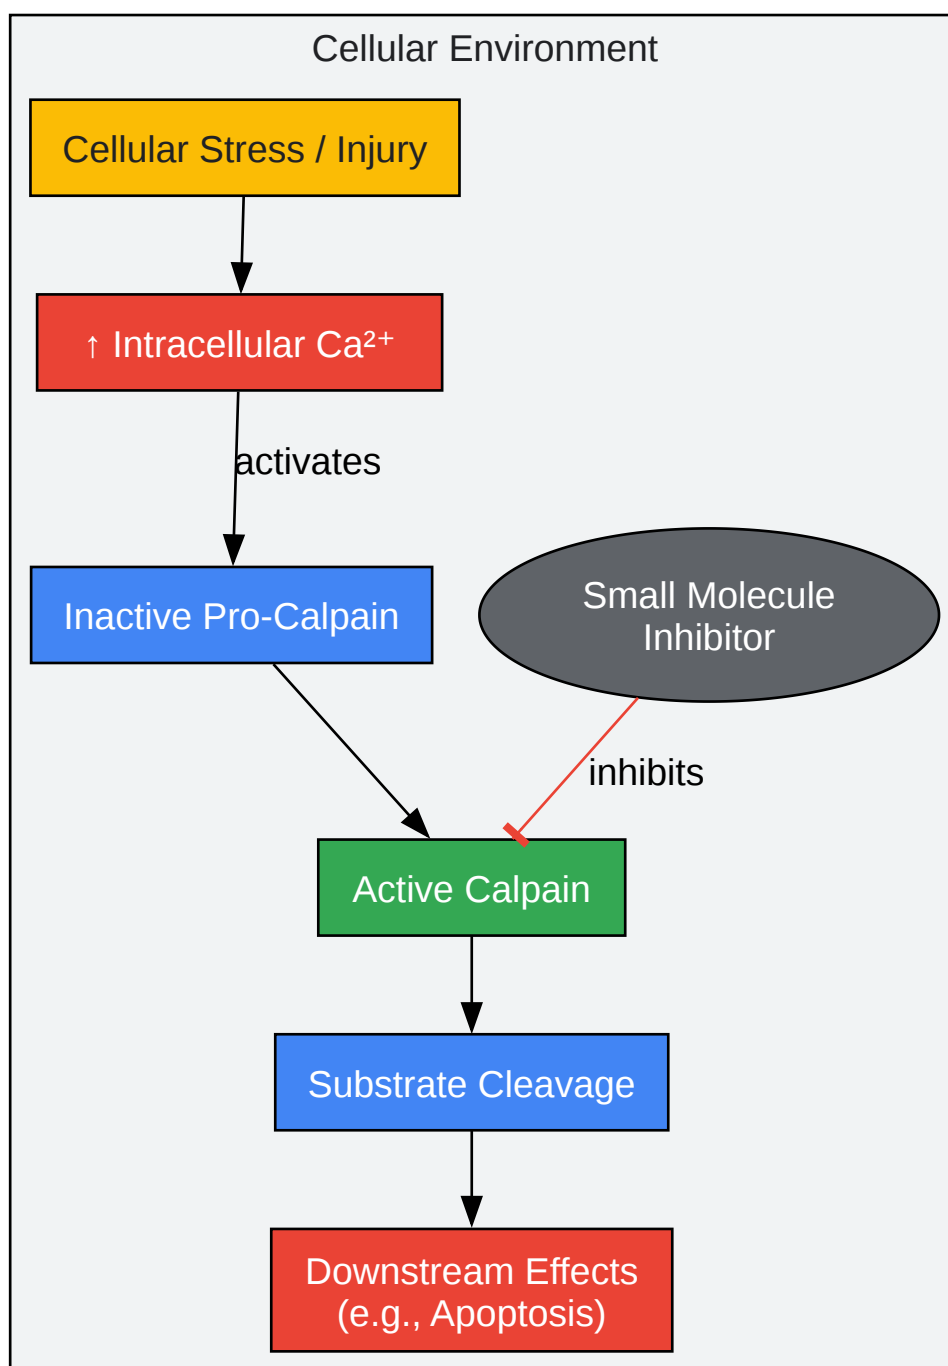 Cellular Environment
Cellular Stress / Injury
↑ Intracellular Ca²⁺
activates
Inactive Pro-Calpain
Small Molecule
Inhibitor
inhibits
Active Calpain
Substrate Cleavage
Downstream Effects
(e.g., Apoptosis)